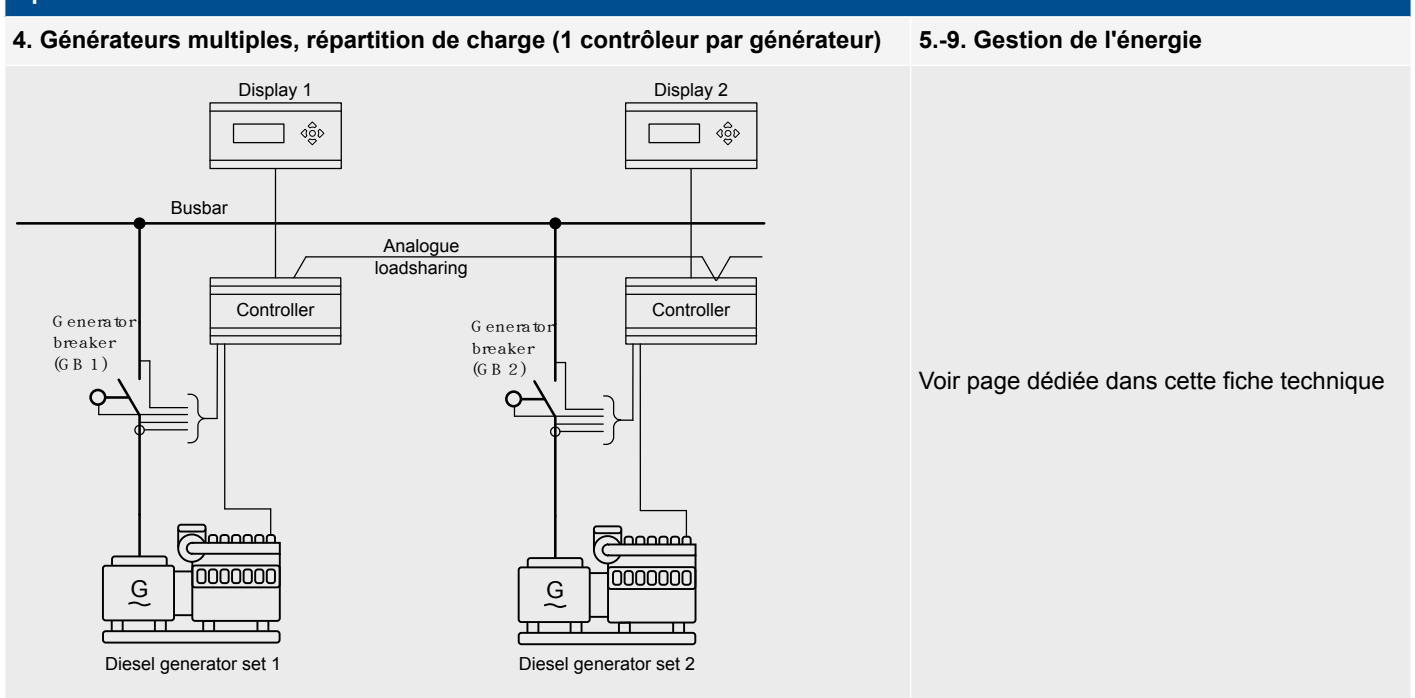 4. Générateurs multiples, répartition de charge (1 contrôleur par générateur)
5.-9. Gestion de l'énergie
Display 1
Display 2
Busbar
Analogue
loadsharing
Controller
Controller
Generator
breaker
(GB 1)
Generator
breaker
(GB 2)
Voir page dédiée dans cette fiche technique
G
G
Diesel generator set 1
Diesel generator set 2